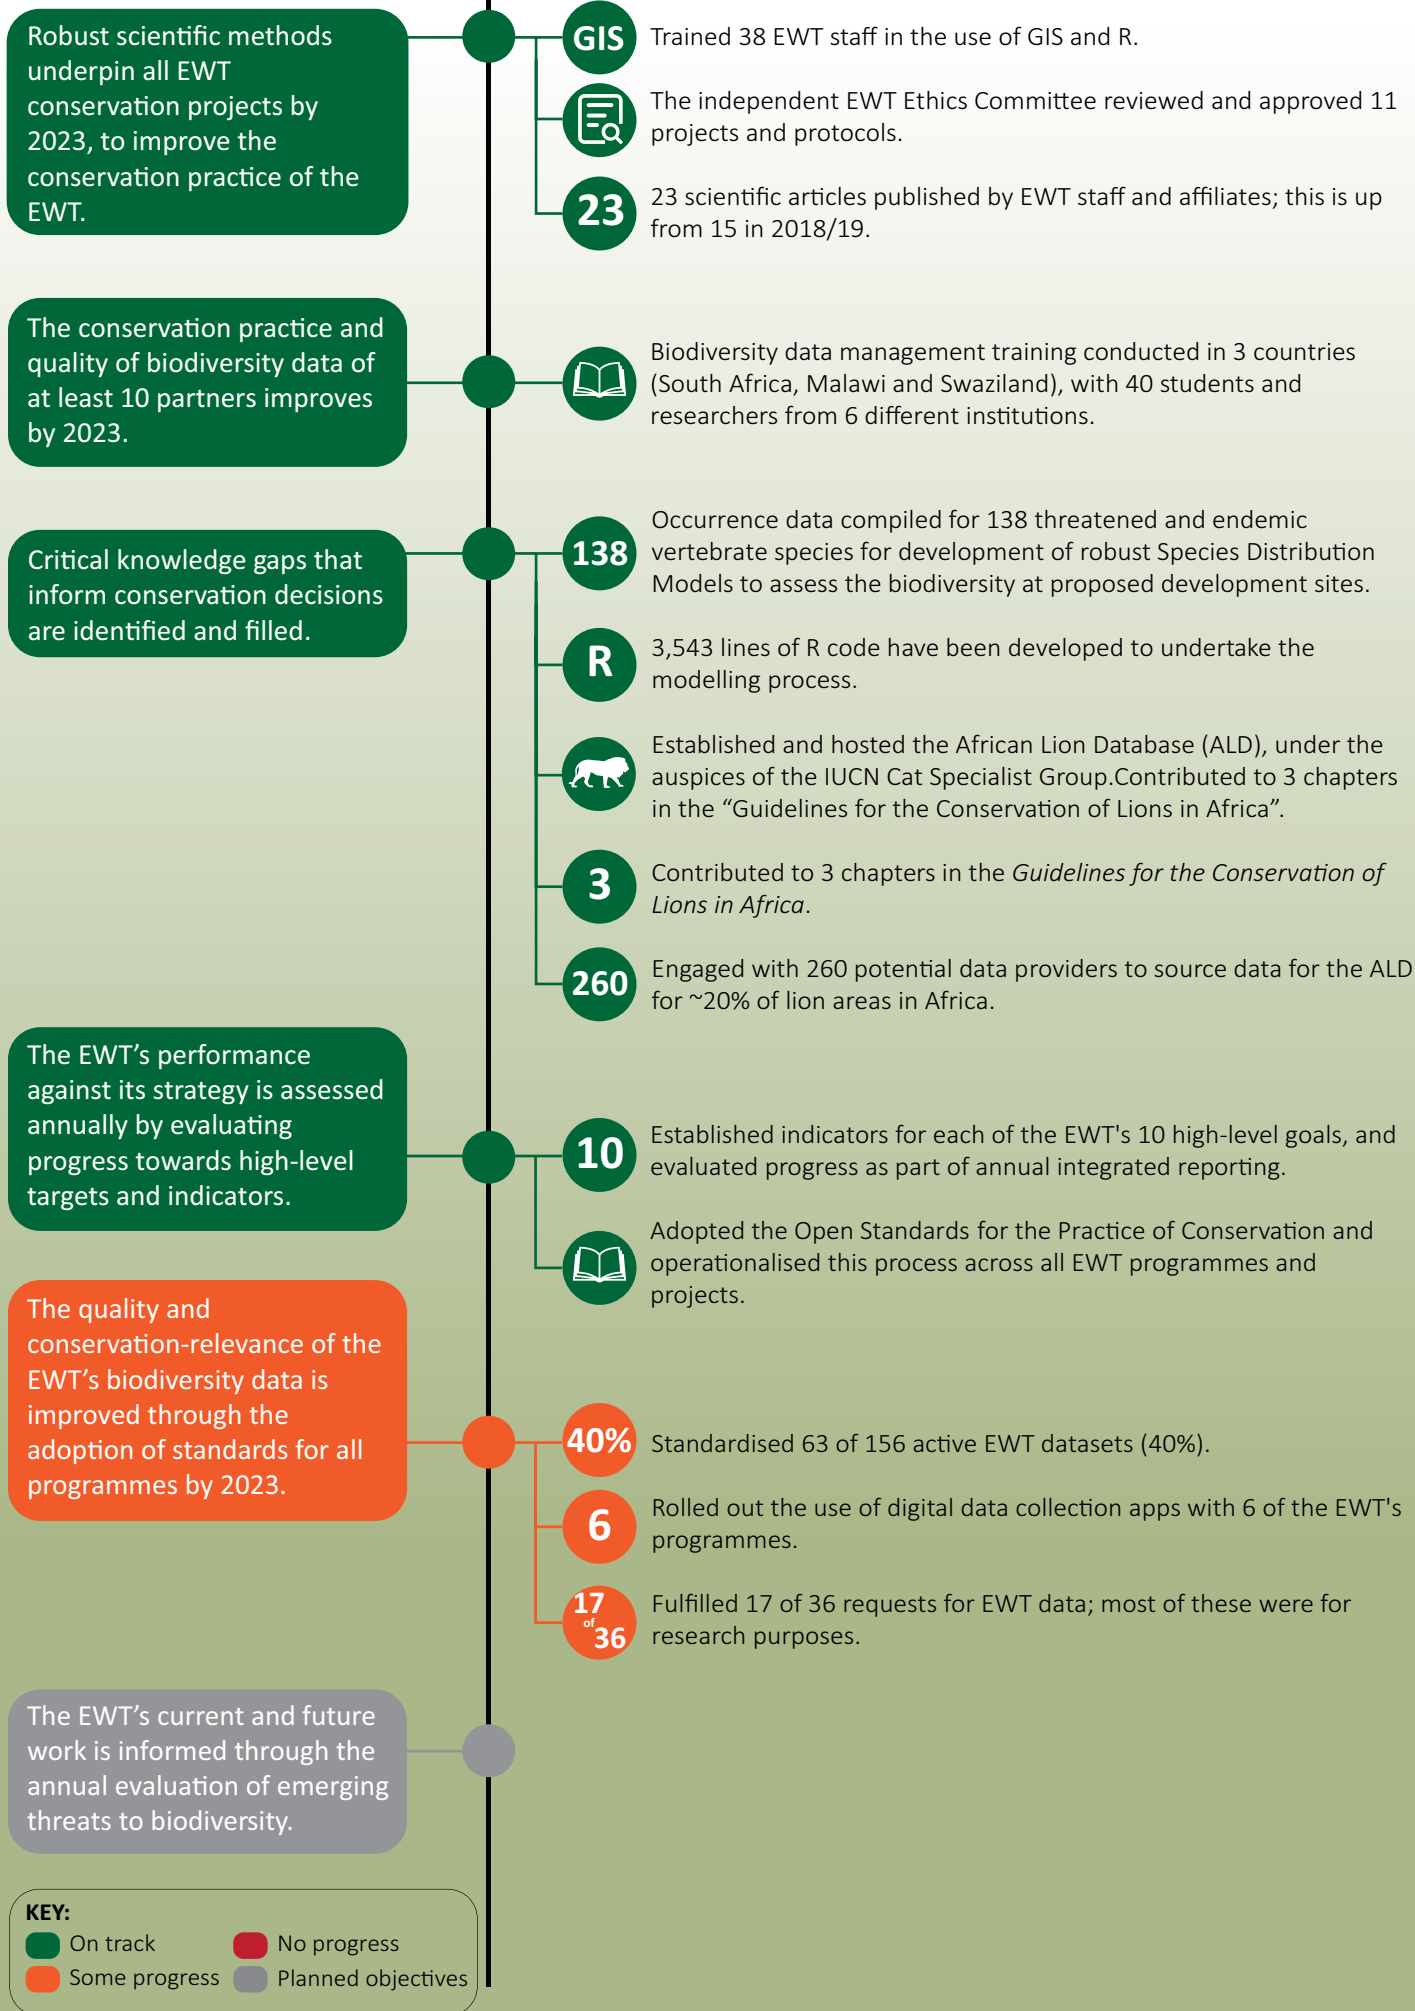 Robust scientific methods
underpin all EWT
conservation projects by
2023, to improve the
conservation practice of the
EWT.
GIS
Trained 38 EWT staff in the use of GIS and R.
The independent EWT Ethics Committee reviewed and approved 11
projects and protocols.
23
23 scientific articles published by EWT staff and affiliates; this is up
from 15 in 2018/19.
The conservation practice and
quality of biodiversity data of
at least 10 partners improves
by 2023.
Biodiversity data management training conducted in 3 countries
(South Africa, Malawi and Swaziland), with 40 students and
researchers from 6 different institutions.
Critical knowledge gaps that
inform conservation decisions
are identified and filled.
138
Occurrence data compiled for 138 threatened and endemic
vertebrate species for development of robust Species Distribution
Models to assess the biodiversity at proposed development sites.
R
3,543 lines of R code have been developed to undertake the
modelling process.
Established and hosted the African Lion Database (ALD), under the
auspices of the IUCN Cat Specialist Group.Contributed to 3 chapters
in the “Guidelines for the Conservation of Lions in Africa”.
3
Contributed to 3 chapters in the Guidelines for the Conservation of
Lions in Africa.
260
Engaged with 260 potential data providers to source data for the ALD
for ~20% of lion areas in Africa.
The EWT’s performance
against its strategy is assessed
annually by evaluating
progress towards high-level
targets and indicators.
10
Established indicators for each of the EWT's 10 high-level goals, and
evaluated progress as part of annual integrated reporting.
Adopted the Open Standards for the Practice of Conservation and
operationalised this process across all EWT programmes and
projects.
The quality and
conservation-relevance of the
EWT’s biodiversity data is
improved through the
adoption of standards for all
programmes by 2023.
40%
Standardised 63 of 156 active EWT datasets (40%).
6
Rolled out the use of digital data collection apps with 6 of the EWT's
programmes.
17
of
36
Fulfilled 17 of 36 requests for EWT data; most of these were for
research purposes.
The EWT’s current and future
work is informed through the
annual evaluation of emerging
threats to biodiversity.
KEY:
On track
No progress
Some progress
Planned objectives